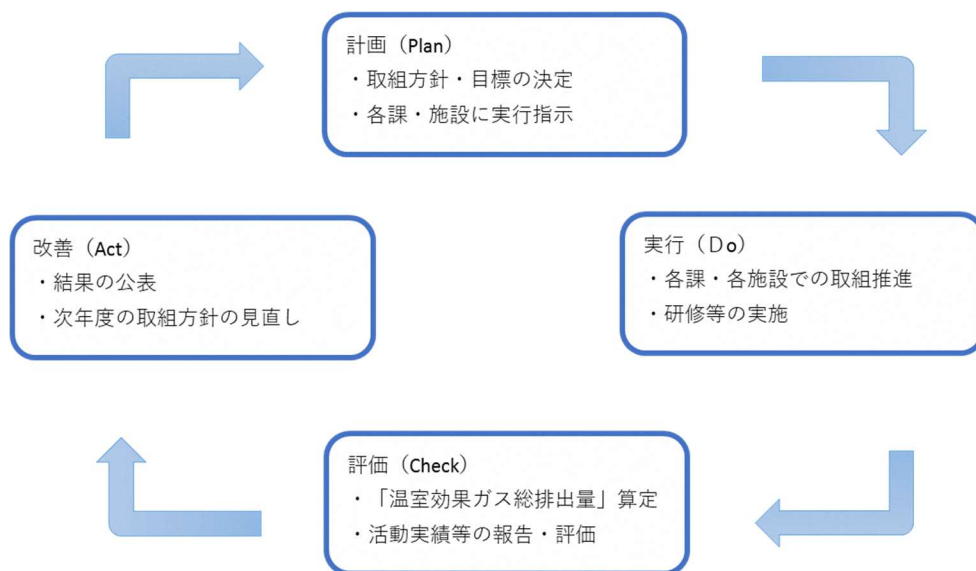 計画（Plan）
・取組方針・目標の決定
・各課・施設に実行指示
改善（Act）
・結果の公表
・次年度の取組方針の見直し
実行（Ｄo）
・各課・各施設での取組推進
・研修等の実施
評価（Check）
・「温室効果ガス総排出量」算定
・活動実績等の報告・評価